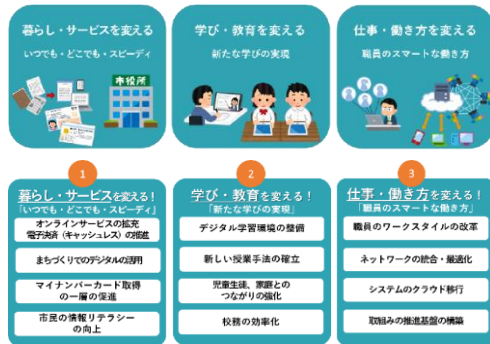 暮らし・サービスを変える
いつでも・どこでも・スピーディ
市役所
学び・教育を変える
新たな学びの実現
仕事・働き方を変える
職員のスマートな働き方
1
暮らし・サービスを変える!
「いつでも・どこでも・スピーディ」
オンラインサービスの拡充
電子決済(キャッシュレス)の推進
まちづくりでのデジタルの活用
マイナンバーカード取得
の一層の促進
市民の情報リテラシー
の向上
2
学び・教育を変える!
「新たな学びの実現」
デジタル学習環境の整備
新しい授業手法の確立
児童生徒、家庭との
つながりの強化
校務の効率化
3
仕事・働き方を変える!
「職員のスマートな働き方」
職員のワークスタイルの改革
ネットワークの統合・最適化
システムのクラウド移行
取組みの推進基盤の構築